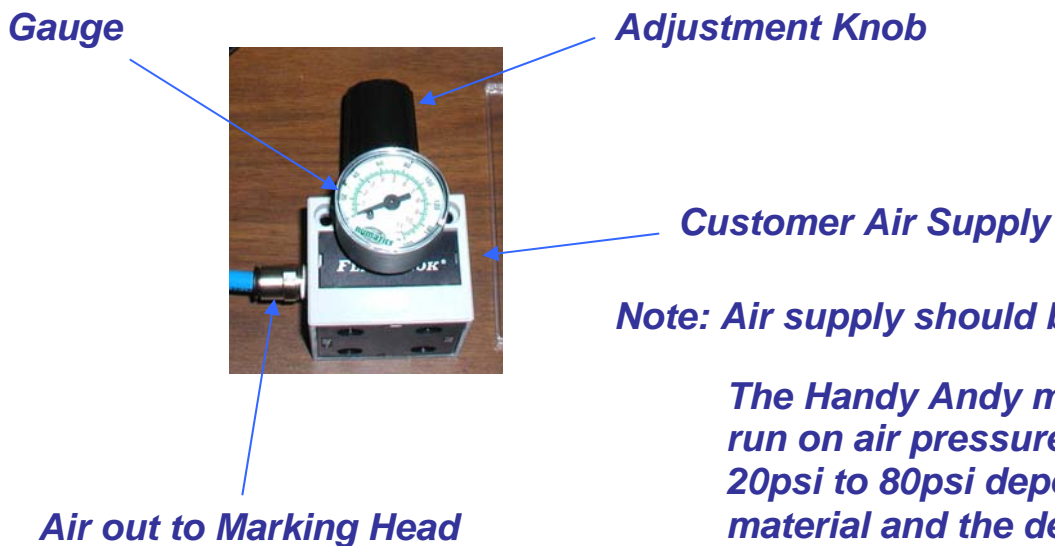 Gauge
Adjustment Knob
Customer Air Supply
Note: Air supply should b
The Handy Andy m
run on air pressure
20psi to 80psi depe
material and the de
Air out to Marking Head
numatics